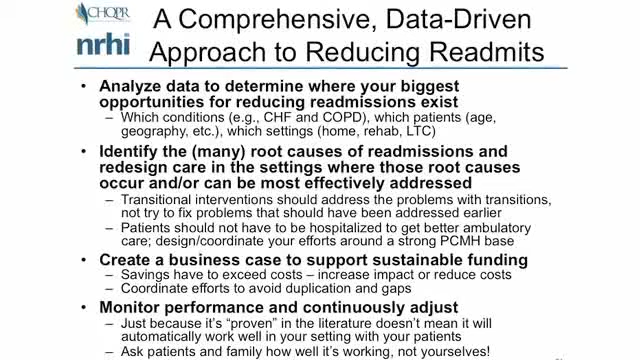 CHQPR
nrhi
A Comprehensive, Data-Driven
Approach to Reducing Readmits
• Analyze data to determine where your biggest
opportunities for reducing readmissions exist
– Which conditions (e.g., CHF and COPD), which patients (age,
geography, etc.), which settings (home, rehab, LTC)
• Identify the (many) root causes of readmissions and
redesign care in the settings where those root causes
occur and/or can be most effectively addressed
– Transitional interventions should address the problems with transitions,
not try to fix problems that should have been addressed earlier
– Patients should not have to be hospitalized to get better ambulatory
care; design/coordinate your efforts around a strong PCMH base
• Create a business case to support sustainable funding
– Savings have to exceed costs – increase impact or reduce costs
– Coordinate efforts to avoid duplication and gaps
• Monitor performance and continuously adjust
– Just because it's "proven" in the literature doesn't mean it will
automatically work well in your setting with your patients
– Ask patients and family how well it's working, not yourselves!